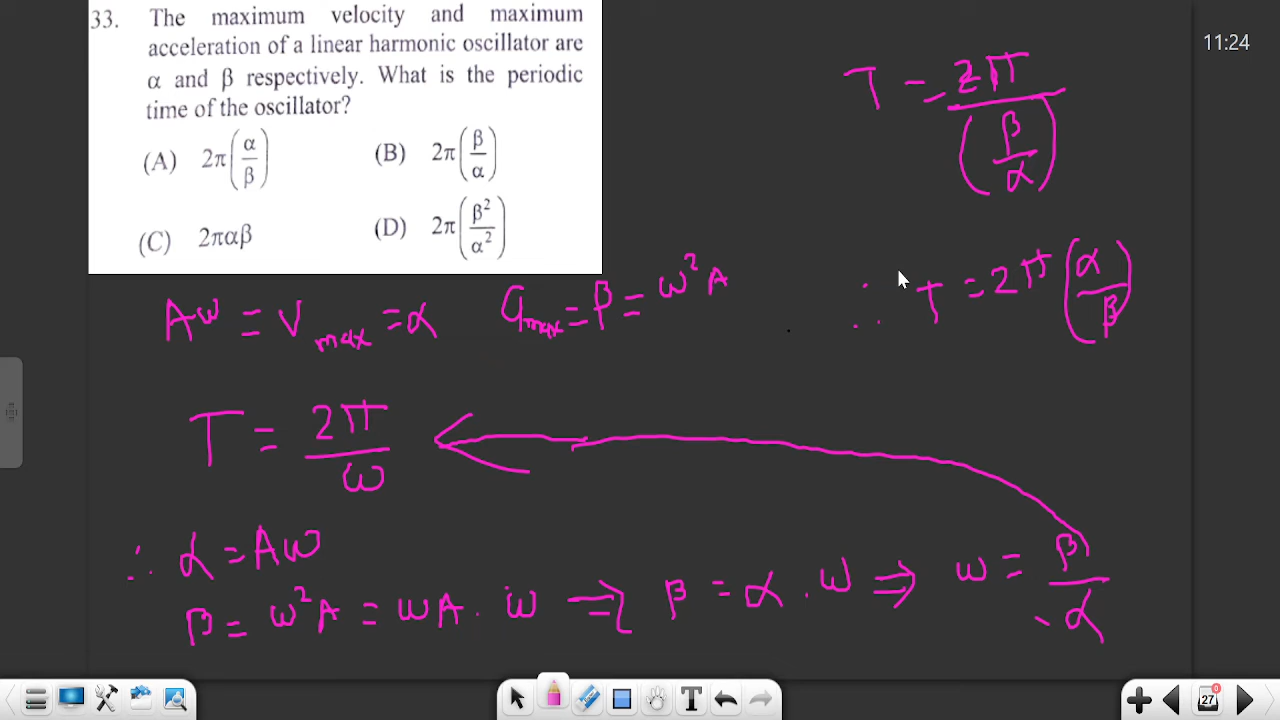 33. The maximum velocity and maximum
acceleration of a linear harmonic oscillator are
α and β respectively. What is the periodic
time of the oscillator?
(A) 2π(α/β) (B) 2π(β/α)
(C) 2παβ (D) 2π(β²/α²)
11:24
T = 2π/(β/α)
∴ T = 2π(α/β)
Aω = Vmax = α amax = β = ω²A
T = 2π/ω
∴ α = Aω
β = ω²A = ωA . ω ⇒ β = α . ω ⇒ ω = β/α
T
27
0